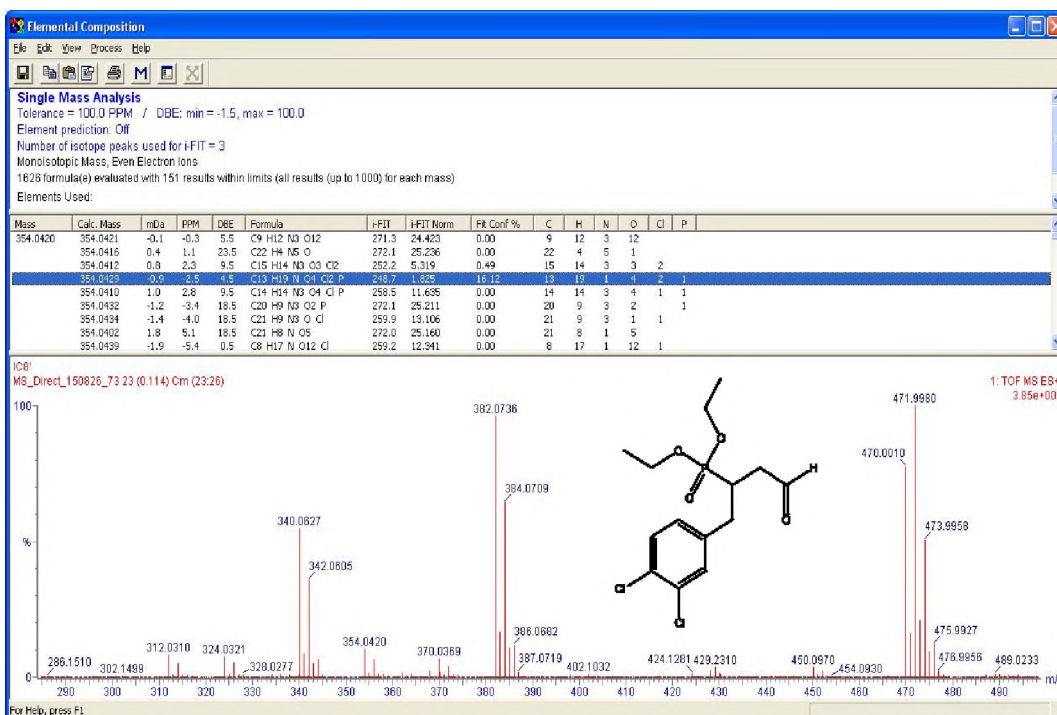 Elemental Composition
File Edit View Process Help
Single Mass Analysis
Tolerance = 100.0 PPM / DBE: min = -1.5, max = 100.0
Element prediction: Off
Number of isotope peaks used for i-FIT = 3
Monoisotopic Mass, Even Electron Ions
1626 formula(e) evaluated with 151 results within limits (all results (up to 1000) for each mass)
Elements Used:
Mass Calc. Mass mDa PPM DBE Formula i-FIT i-FIT Norm Fit Conf % C H N O Cl P
354.0420 354.0421 -0.1 -0.3 5.5 C9 H12 N3 O12 271.3 24.423 0.00 9 12 3 12
354.0416 0.4 1.1 23.5 C22 H4 N5 O 272.1 25.236 0.00 22 4 5 1
354.0412 0.8 2.3 9.5 C15 H14 N3 O3 Cl2 252.2 5.319 0.49 15 14 3 3 2
354.0429 -0.9 -2.5 4.5 C13 H19 N O4 Cl2 P 248.7 1.825 16.12 13 19 1 4 2 1
354.0410 1.0 2.8 9.5 C14 H14 N3 O4 Cl P 258.5 11.635 0.00 14 14 3 4 1 1
354.0432 -1.2 -3.4 18.5 C20 H9 N3 O2 P 272.1 25.211 0.00 20 9 3 2 1
354.0434 -1.4 -4.0 18.5 C21 H9 N3 O Cl 259.9 13.106 0.00 21 9 3 1 1
354.0402 1.8 5.1 18.5 C21 H8 N O5 272.0 25.160 0.00 21 8 1 5
354.0439 -1.9 -5.4 0.5 C8 H17 N O12 Cl 259.2 12.341 0.00 8 17 1 12 1
IC8'
MS_Direct_150826_73 23 (0.114) Cm (23:26)
1: TOF MS ES+
3.85e+00
100
%
0
382.0736
471.9980
470.0010
384.0709
340.0627
473.9958
342.0605
386.0682
354.0420
475.9927
312.0310
324.0321
370.0369
387.0719
476.9956
286.1510
302.1499
328.0277
402.1032
424.1281
429.2310
450.0970
454.0930
489.0233
O
O
P
O
H
O
Cl
Cl
290 300 310 320 330 340 350 360 370 380 390 400 410 420 430 440 450 460 470 480 490
For Help, press F1